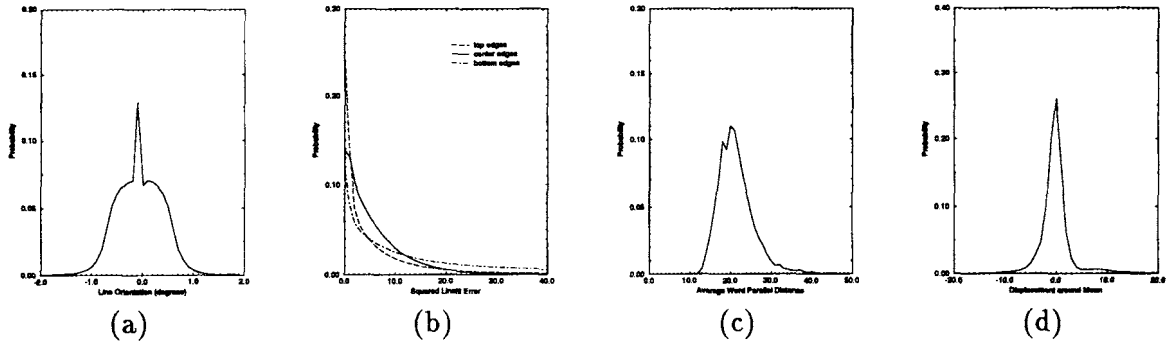 0.20
0.15
0.10
0.05
0.00
Probability
-2.0 -1.0 0.0 1.0 2.0
Line Orientation (degrees)
(a)
0.30
0.20
0.10
0.00
Probability
top edges
center edges
bottom edges
0.0 10.0 20.0 30.0 40.0
Squared Linefit Error
(b)
0.20
0.15
0.10
0.05
0.00
Probability
0.0 10.0 20.0 30.0 40.0 50.0
Average Word Parallel Distance
(c)
0.40
0.30
0.20
0.10
0.00
Probability
-20.0 -10.0 0.0 10.0 20.0
Displacement around Mean
(d)